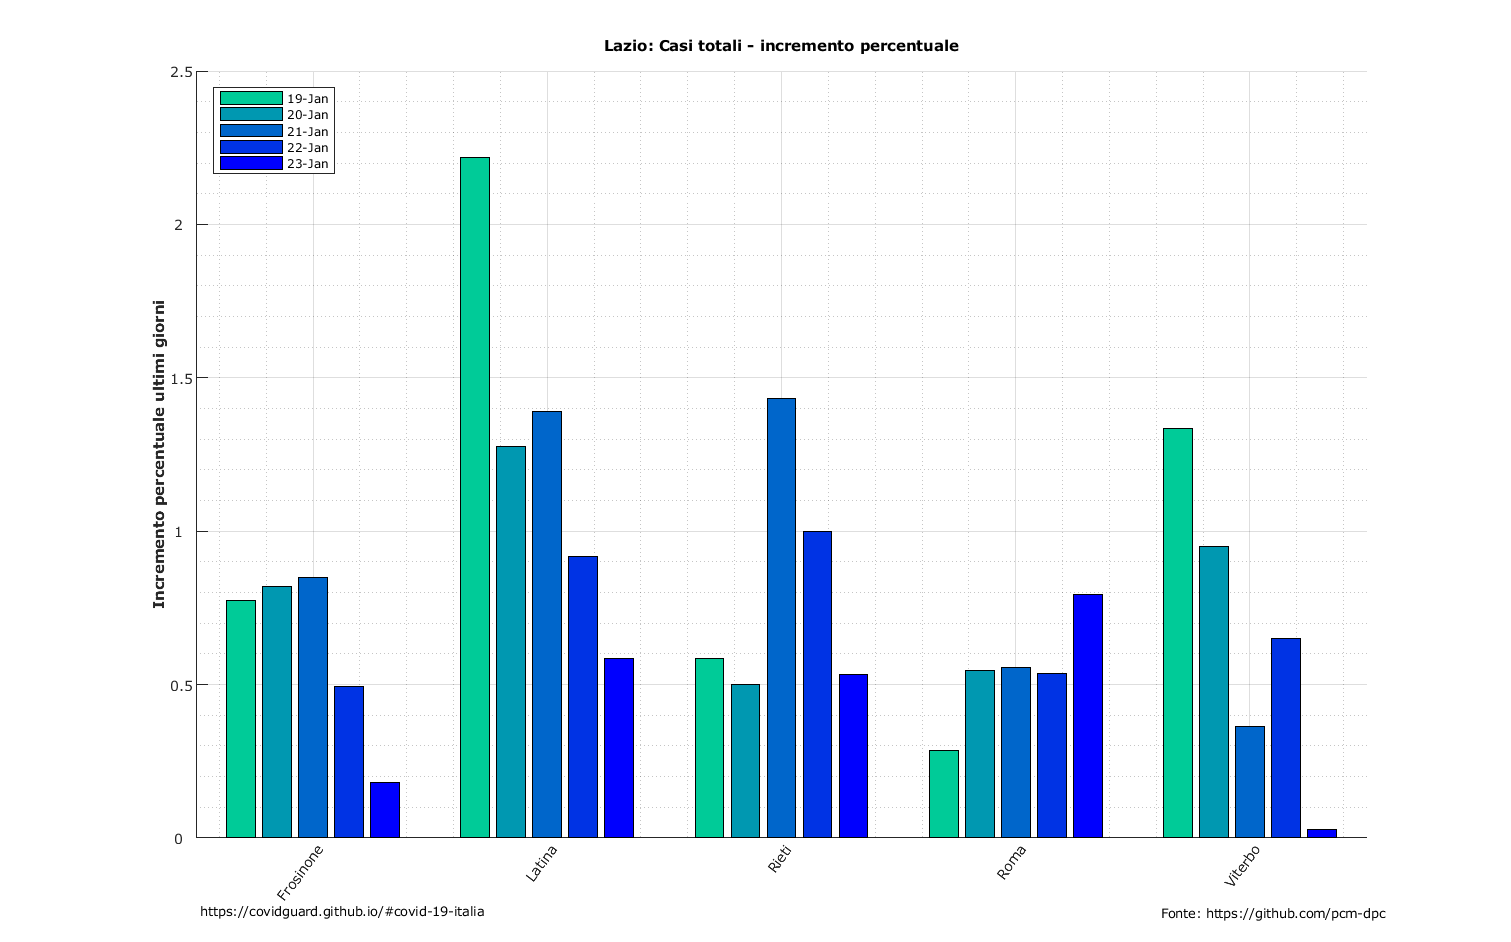 Lazio: Casi totali - incremento percentuale
Incremento percentuale ultimi giorni
2.5
2
1.5
1
0.5
0
19-Jan
20-Jan
21-Jan
22-Jan
23-Jan
Frosinone
Latina
Rieti
Roma
Viterbo
https://covidguard.github.io/#covid-19-italia
Fonte: https://github.com/pcm-dpc